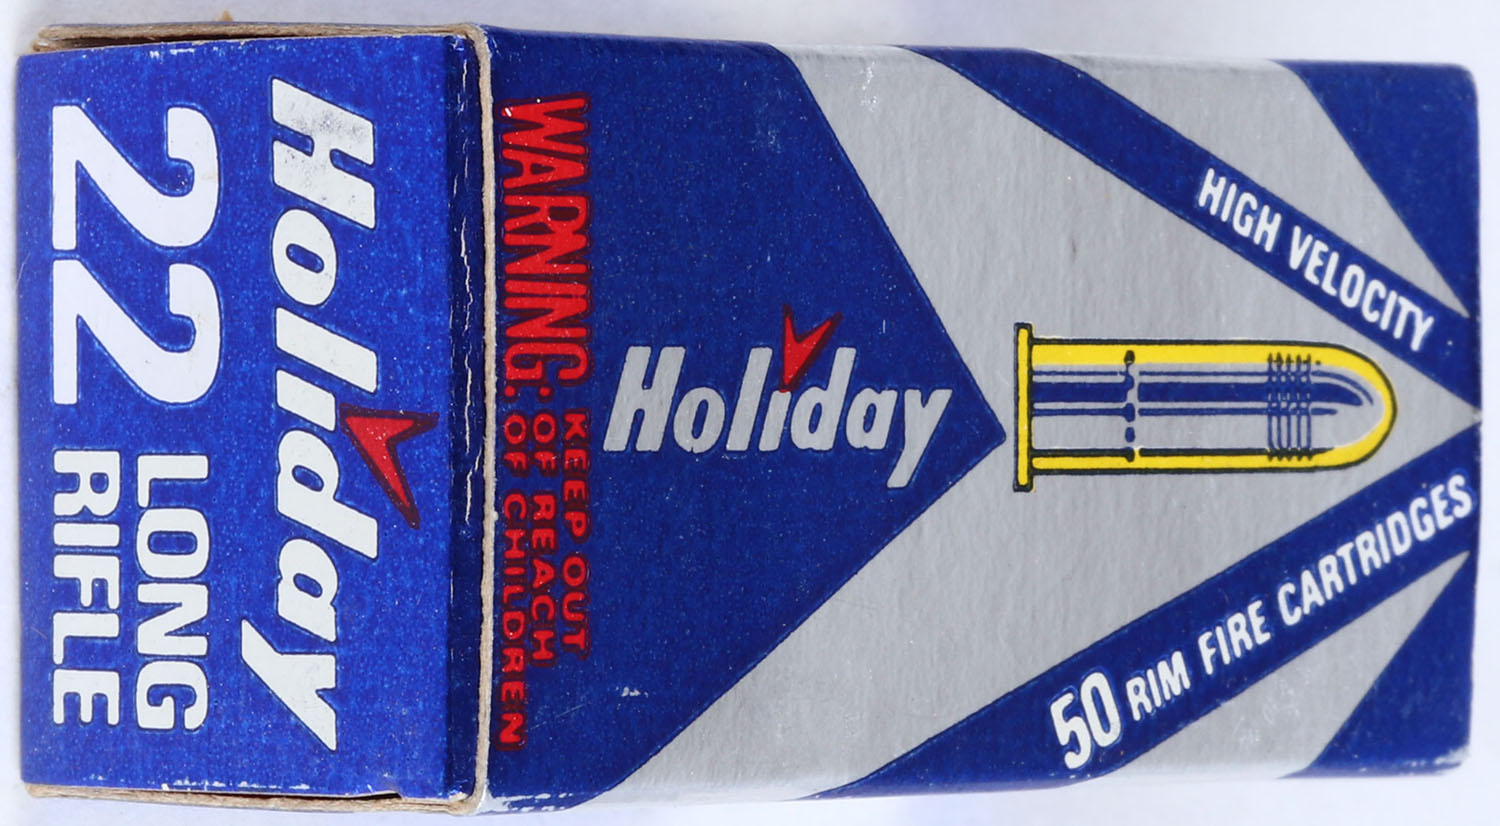 Holiday
22 LONG
RIFLE
WARNING: KEEP OUT
OF REACH
OF CHILDREN
Holiday
HIGH VELOCITY
50 RIM FIRE CARTRIDGES